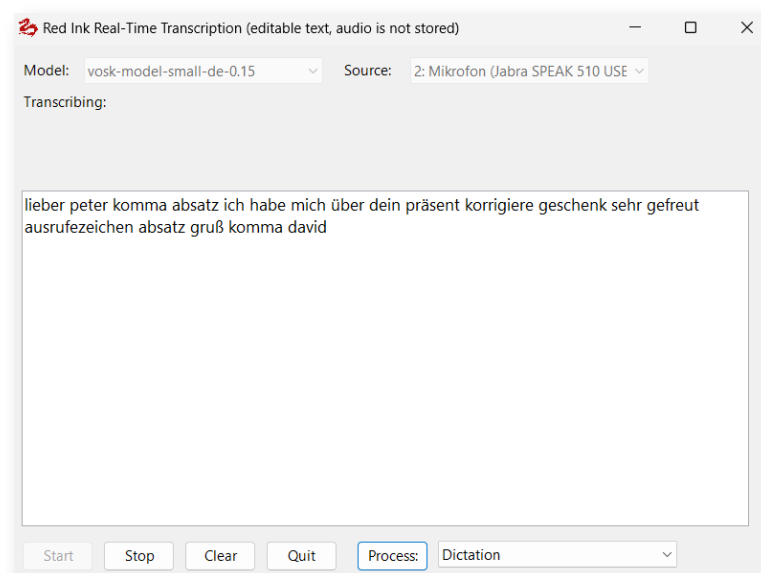 Red Ink Real-Time Transcription (editable text, audio is not stored)
Model: vosk-model-small-de-0.15 Source: 2: Mikrofon (Jabra SPEAK 510 USE
Transcribing:
lieber peter komma absatz ich habe mich über dein präsent korrigiere geschenk sehr gefreut
ausrufezeichen absatz gruß komma david
Start Stop Clear Quit Process: Dictation